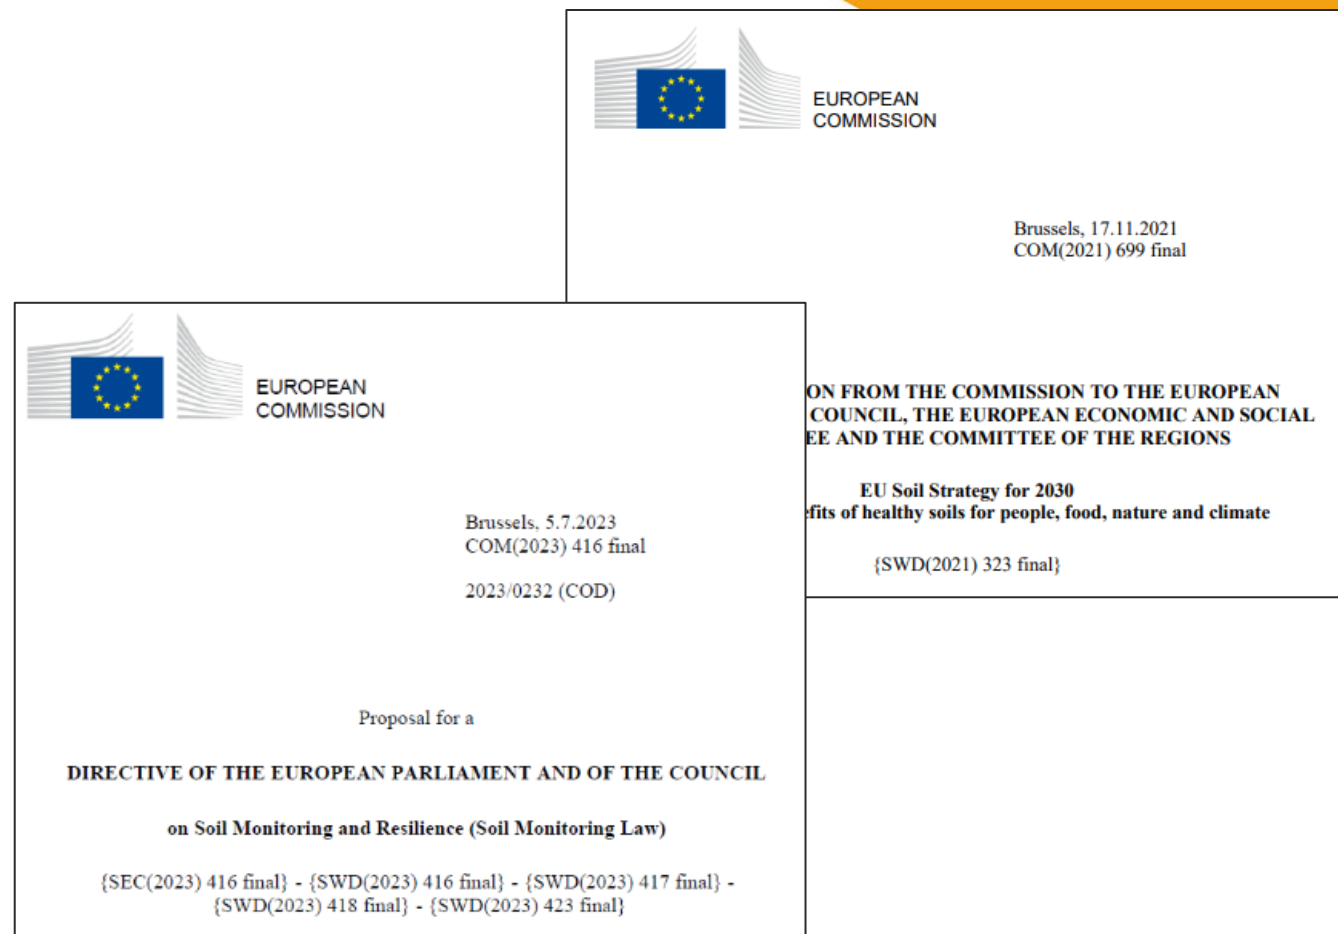 EUROPEAN
COMMISSION
Brussels, 17.11.2021
COM(2021) 699 final
ON FROM THE COMMISSION TO THE EUROPEAN
COUNCIL, THE EUROPEAN ECONOMIC AND SOCIAL
EE AND THE COMMITTEE OF THE REGIONS
EU Soil Strategy for 2030
fits of healthy soils for people, food, nature and climate
{SWD(2021) 323 final}
EUROPEAN
COMMISSION
Brussels, 5.7.2023
COM(2023) 416 final
2023/0232 (COD)
Proposal for a
DIRECTIVE OF THE EUROPEAN PARLIAMENT AND OF THE COUNCIL
on Soil Monitoring and Resilience (Soil Monitoring Law)
{SEC(2023) 416 final} - {SWD(2023) 416 final} - {SWD(2023) 417 final} -
{SWD(2023) 418 final} - {SWD(2023) 423 final}